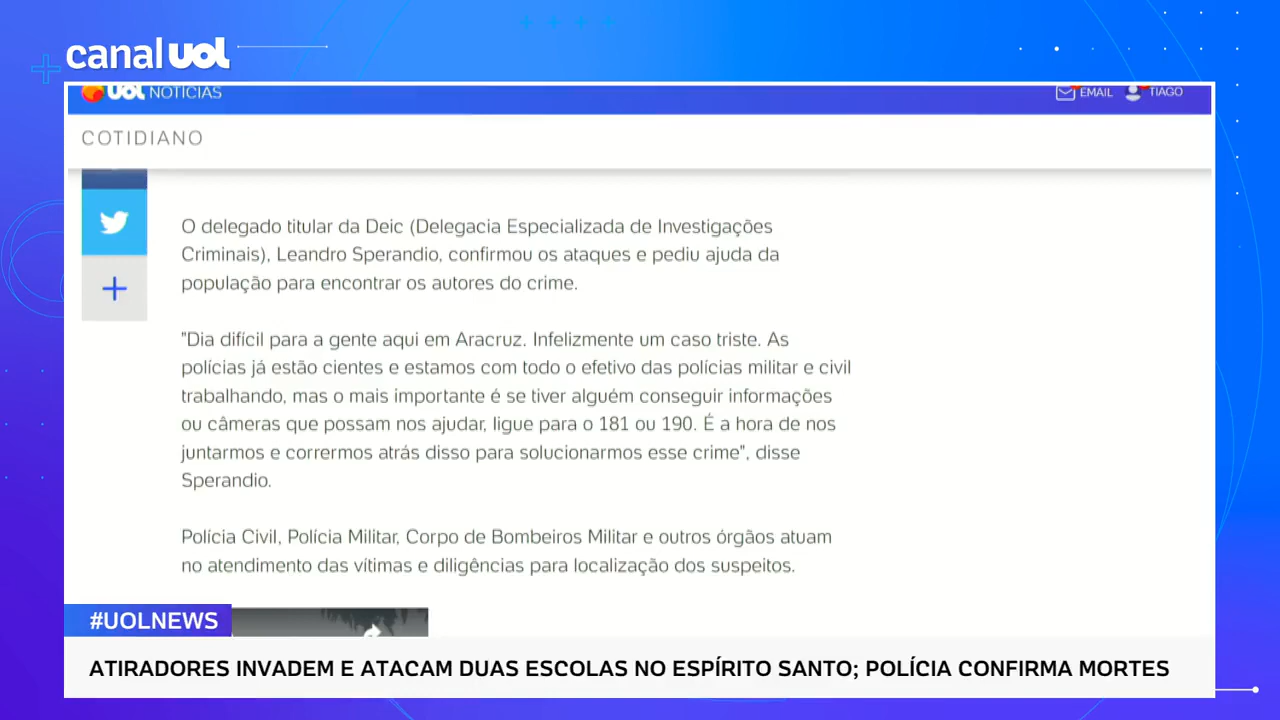 canal uol
uol NOTÍCIAS
EMAIL
TIAGO
COTIDIANO
O delegado titular da Deic (Delegacia Especializada de Investigações
Criminais), Leandro Sperandio, confirmou os ataques e pediu ajuda da
população para encontrar os autores do crime.
"Dia difícil para a gente aqui em Aracruz. Infelizmente um caso triste. As
polícias já estão cientes e estamos com todo o efetivo das polícias militar e civil
trabalhando, mas o mais importante é se tiver alguém conseguir informações
ou câmeras que possam nos ajudar, ligue para o 181 ou 190. É a hora de nos
juntarmos e corrermos atrás disso para solucionarmos esse crime", disse
Sperandio.
Polícia Civil, Polícia Militar, Corpo de Bombeiros Militar e outros órgãos atuam
no atendimento das vítimas e diligências para localização dos suspeitos.
#UOLNEWS
ATIRADORES INVADEM E ATACAM DUAS ESCOLAS NO ESPÍRITO SANTO; POLÍCIA CONFIRMA MORTES